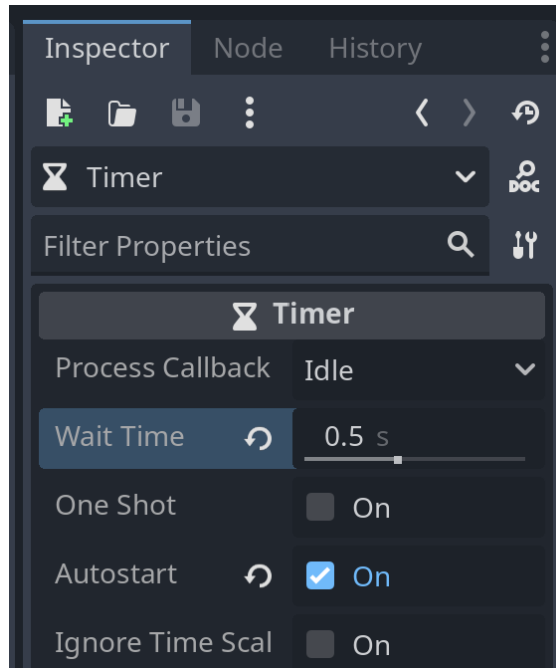 Inspector Node History
Timer
DOC
Filter Properties
Timer
Process Callback Idle
Wait Time 0.5 s
One Shot On
Autostart On
Ignore Time Scal On